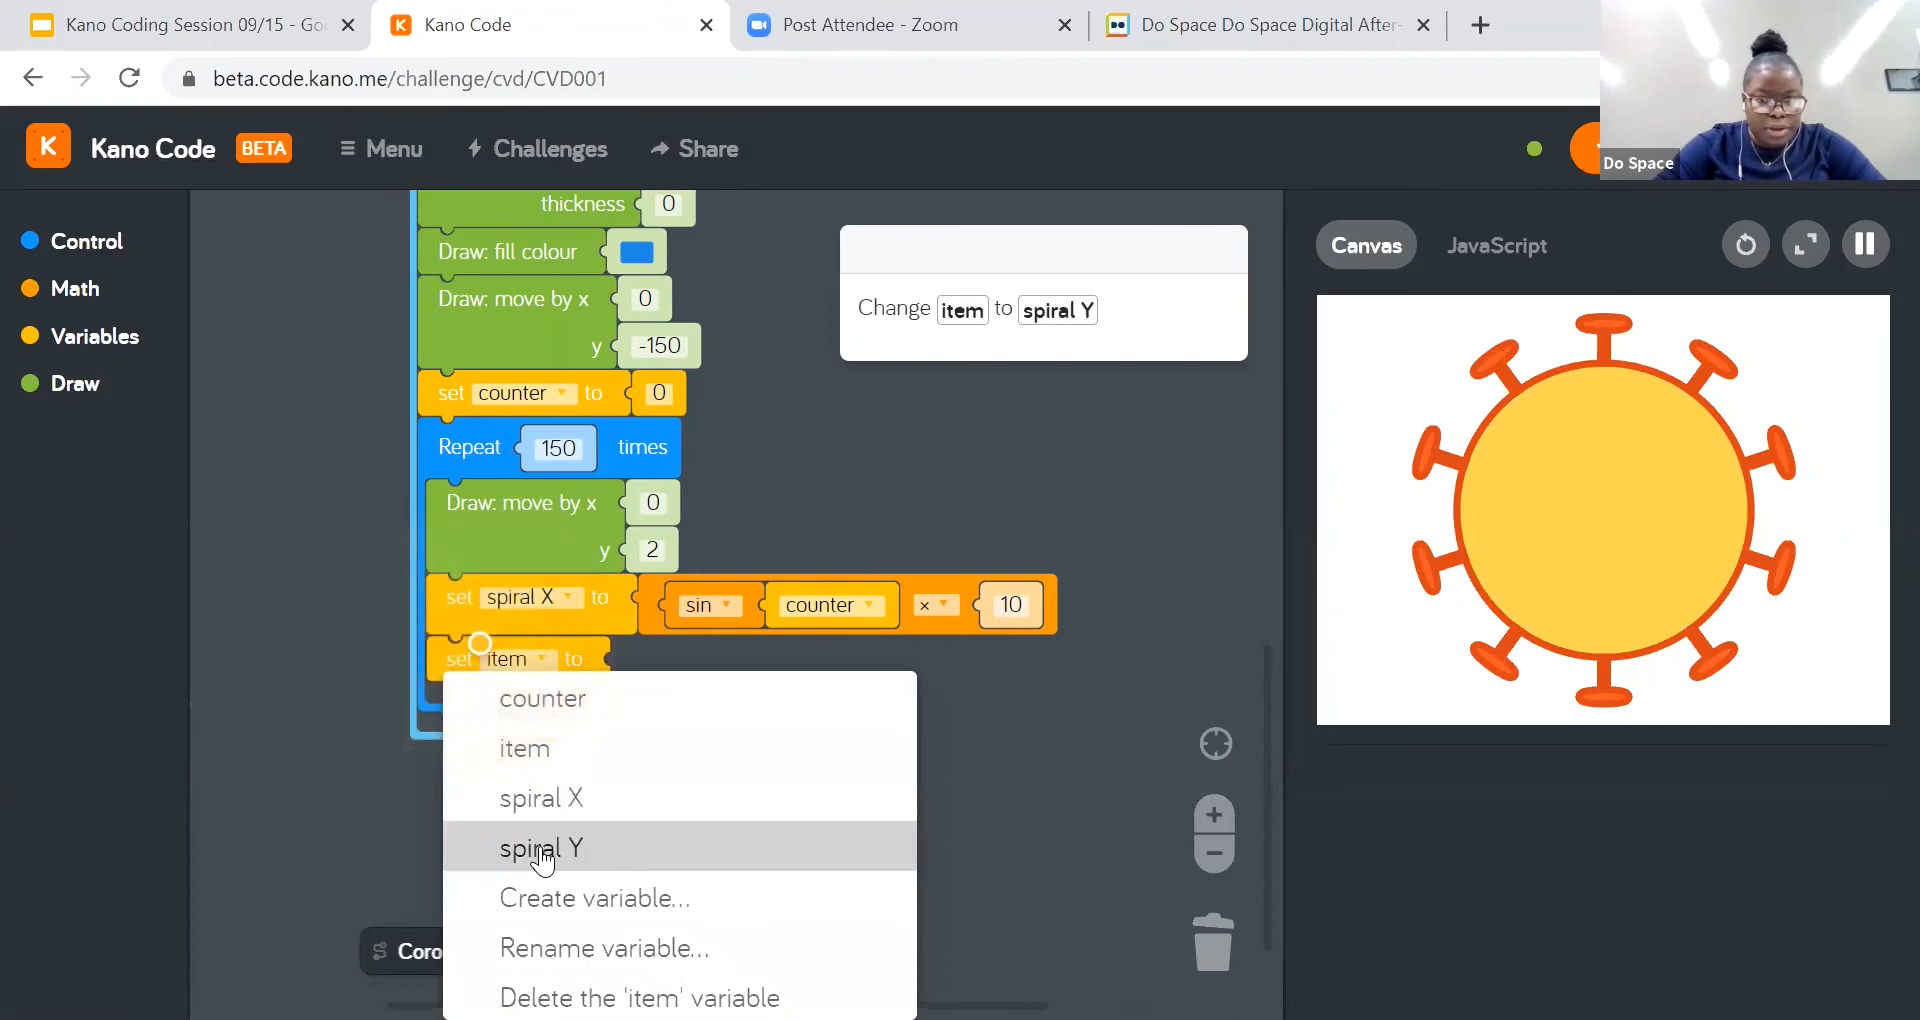 Kano Coding Session 09/15 - Go
Kano Code
Post Attendee - Zoom
Do Space Do Space Digital After-
beta.code.kano.me/challenge/cvd/CVD001
Do Space
K
Kano Code
BETA
Menu
Challenges
Share
Control
Math
Variables
Draw
thickness 0
Draw: fill colour
Draw: move by x 0
y -150
set counter to 0
Repeat 150 times
Draw: move by x 0
y 2
set spiral X to sin counter × 10
set item to
counter
item
spiral X
spiral Y
Create variable...
Rename variable...
Delete the 'item' variable
Coro
Change item to spiral Y
Canvas
JavaScript